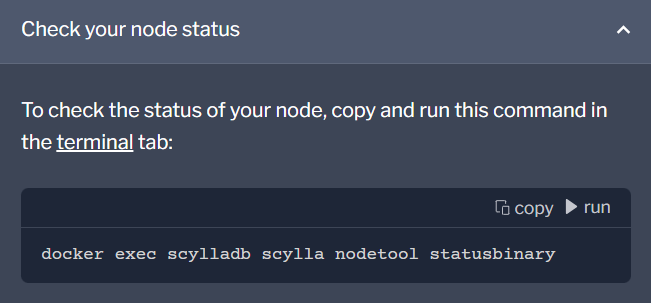 Check your node status
To check the status of your node, copy and run this command in
the terminal tab:
copy run
docker exec scylladb scylla nodetool statusbinary